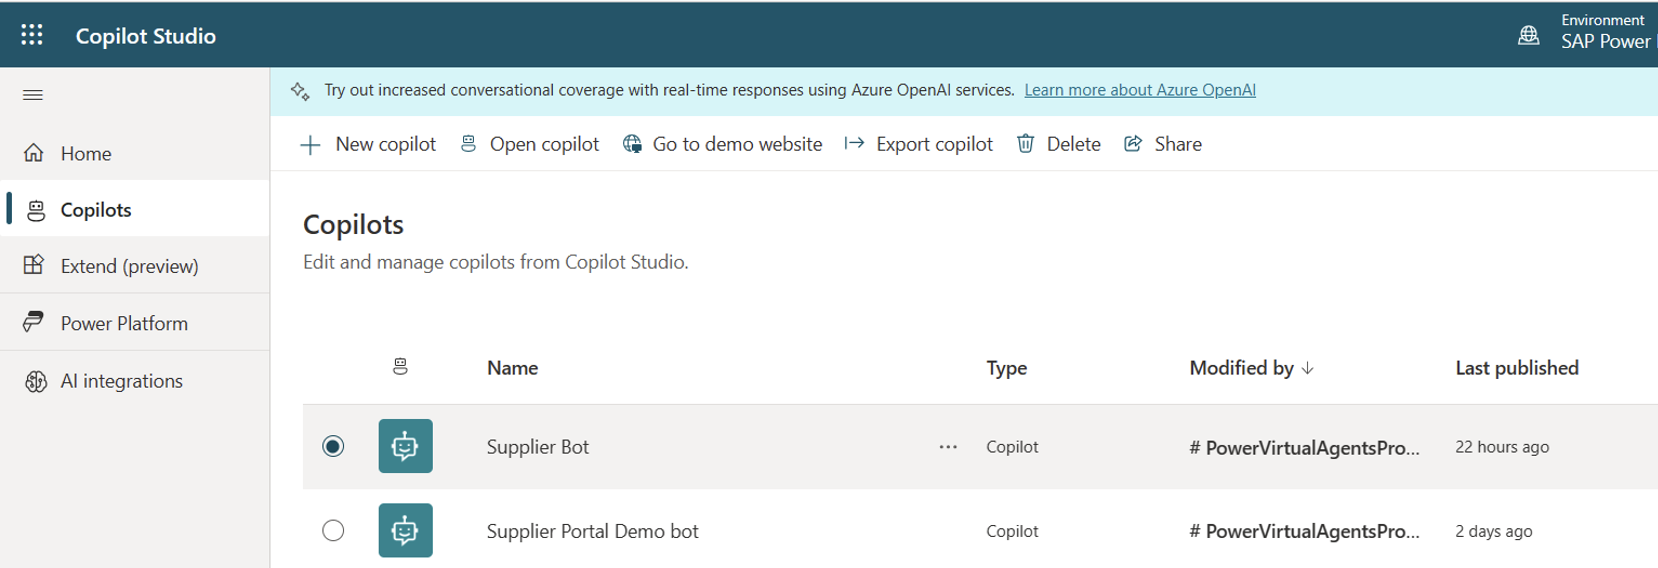 Copilot Studio
Environment
SAP Power
Try out increased conversational coverage with real-time responses using Azure OpenAI services. Learn more about Azure OpenAI
New copilot Open copilot Go to demo website Export copilot Delete Share
Home
Copilots
Extend (preview)
Power Platform
AI integrations
Copilots
Edit and manage copilots from Copilot Studio.
Name Type Modified by Last published
Supplier Bot ... Copilot # PowerVirtualAgentsPro... 22 hours ago
Supplier Portal Demo bot Copilot # PowerVirtualAgentsPro... 2 days ago